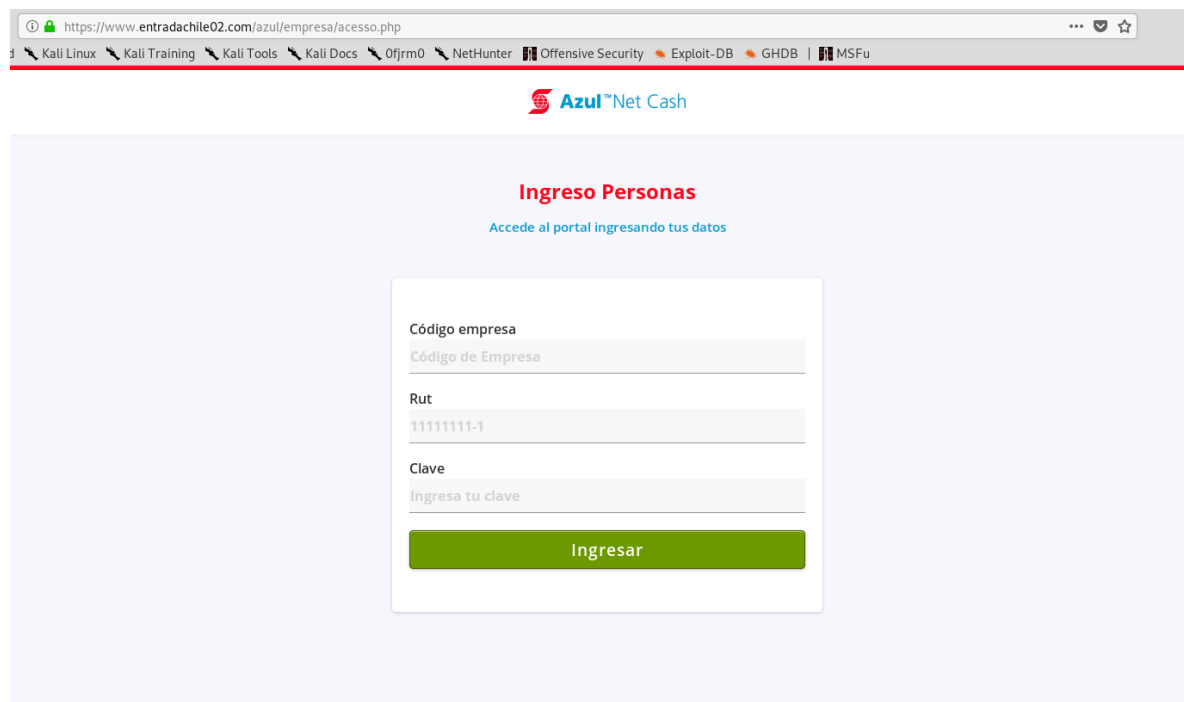 https://www.entradachile02.com/azul/empresa/acesso.php
Kali Linux Kali Training Kali Tools Kali Docs 0fjrm0 NetHunter Offensive Security Exploit-DB GHDB | MSFu
Azul™Net Cash
Ingreso Personas
Accede al portal ingresando tus datos
Código empresa
Código de Empresa
Rut
11111111-1
Clave
Ingresa tu clave
Ingresar